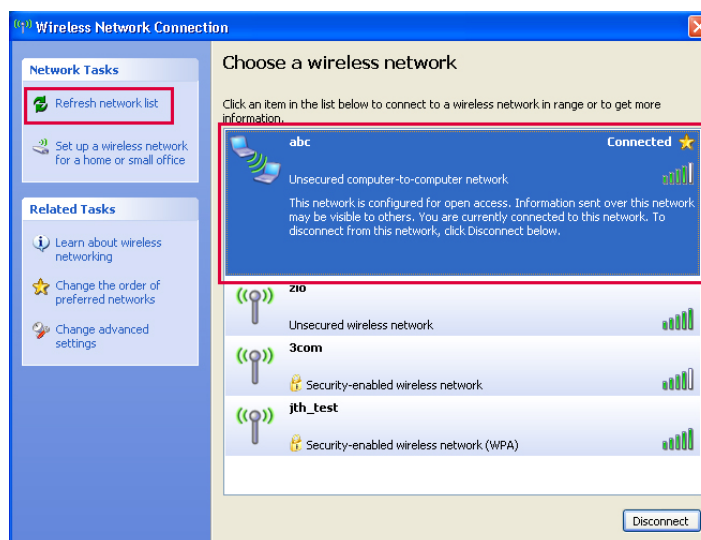 Wireless Network Connection
Network Tasks
Refresh network list
Set up a wireless network
for a home or small office
Related Tasks
Learn about wireless
networking
Change the order of
preferred networks
Change advanced
settings
Choose a wireless network
Click an item in the list below to connect to a wireless network in range or to get more
information.
abc
Connected
Unsecured computer-to-computer network
This network is configured for open access. Information sent over this network
may be visible to others. You are currently connected to this network. To
disconnect from this network, click Disconnect below.
zio
Unsecured wireless network
3com
Security-enabled wireless network
jth_test
Security-enabled wireless network (WPA)
Disconnect